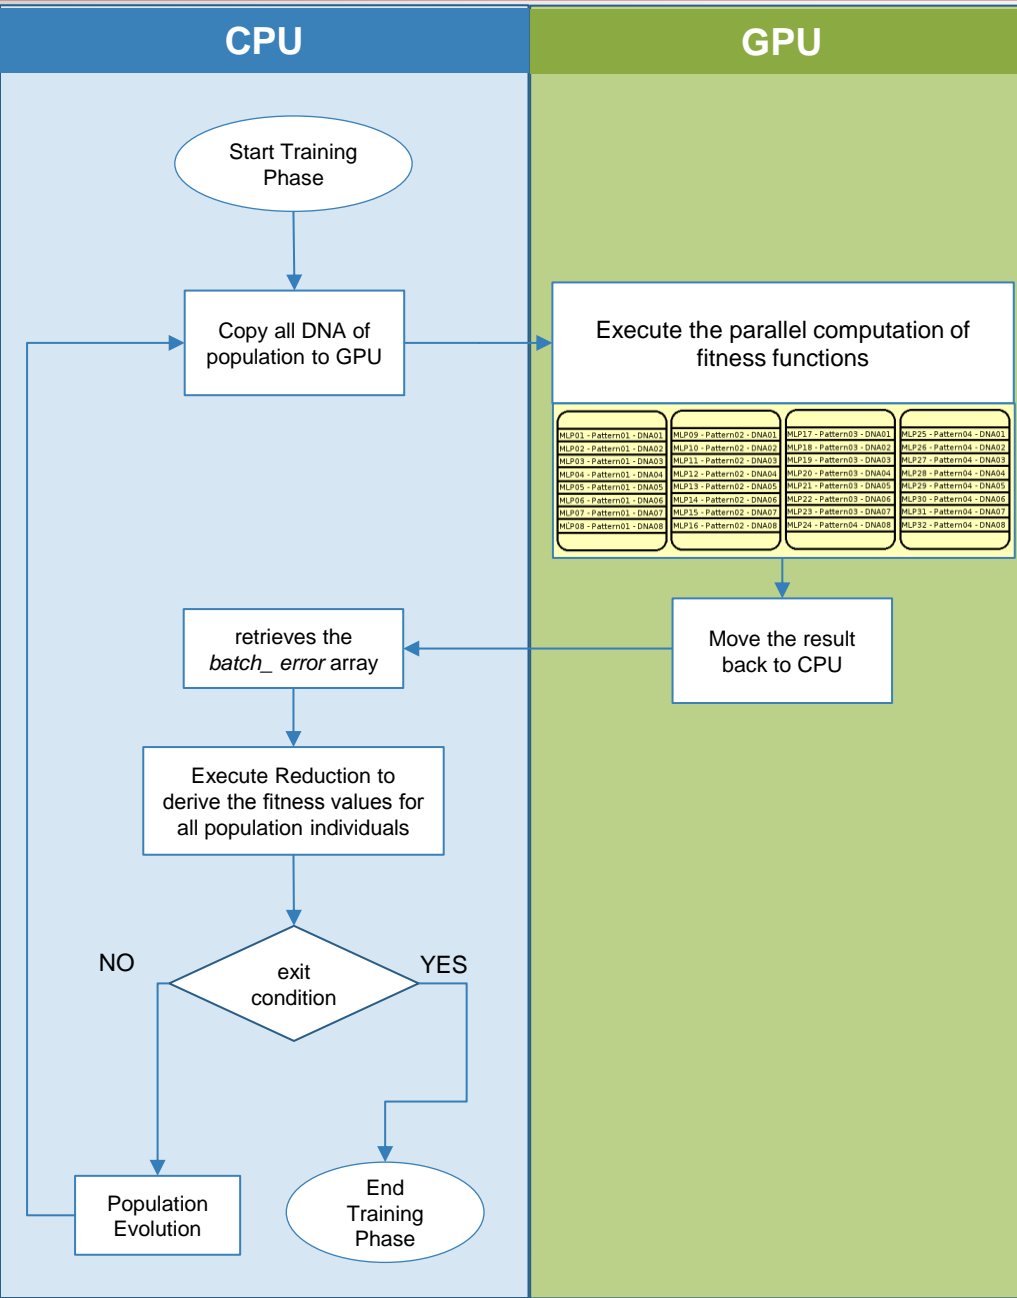 CPU
GPU
Start Training
Phase
Copy all DNA of
population to GPU
Execute the parallel computation of
fitness functions
MLP01 - Pattern01 - DNA01
MLP02 - Pattern01 - DNA02
MLP03 - Pattern01 - DNA03
MLP04 - Pattern01 - DNA04
MLP05 - Pattern01 - DNA05
MLP06 - Pattern01 - DNA06
MLP07 - Pattern01 - DNA07
MLP08 - Pattern01 - DNA08
MLP09 - Pattern02 - DNA01
MLP10 - Pattern02 - DNA02
MLP11 - Pattern02 - DNA03
MLP12 - Pattern02 - DNA04
MLP13 - Pattern02 - DNA05
MLP14 - Pattern02 - DNA06
MLP15 - Pattern02 - DNA07
MLP16 - Pattern02 - DNA08
MLP17 - Pattern03 - DNA01
MLP18 - Pattern03 - DNA02
MLP19 - Pattern03 - DNA03
MLP20 - Pattern03 - DNA04
MLP21 - Pattern03 - DNA05
MLP22 - Pattern03 - DNA06
MLP23 - Pattern03 - DNA07
MLP24 - Pattern04 - DNA08
MLP25 - Pattern04 - DNA01
MLP26 - Pattern04 - DNA02
MLP27 - Pattern04 - DNA03
MLP28 - Pattern04 - DNA04
MLP29 - Pattern04 - DNA05
MLP30 - Pattern04 - DNA06
MLP31 - Pattern04 - DNA07
MLP32 - Pattern04 - DNA08
Move the result
back to CPU
retrieves the
batch_ error array
Execute Reduction to
derive the fitness values for
all population individuals
NO
exit
condition
YES
Population
Evolution
End
Training
Phase